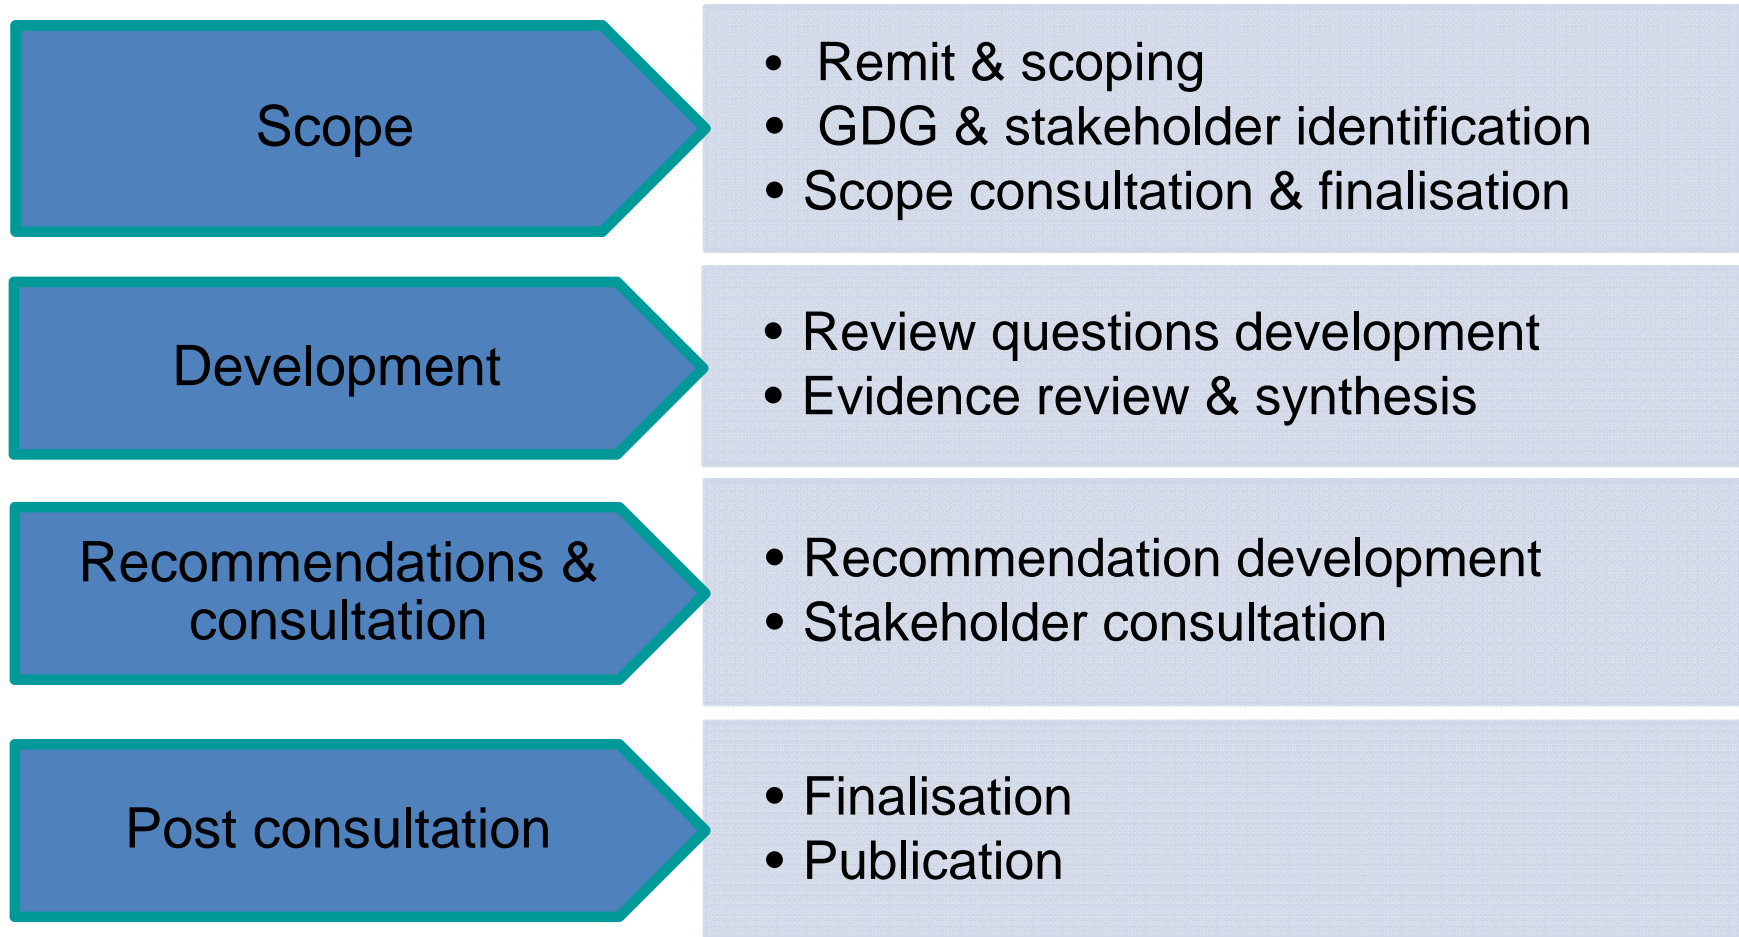 Scope
• Remit & scoping
• GDG & stakeholder identification
• Scope consultation & finalisation
Development
• Review questions development
• Evidence review & synthesis
Recommendations &
consultation
• Recommendation development
• Stakeholder consultation
Post consultation
• Finalisation
• Publication